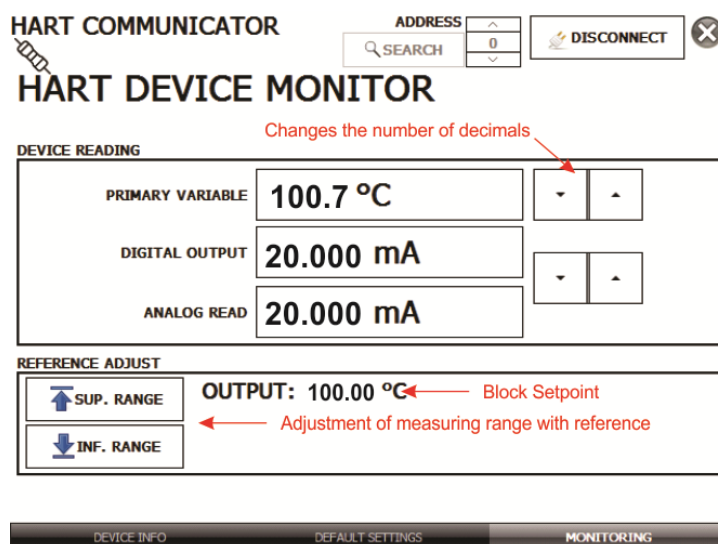 HART COMMUNICATOR
ADDRESS
SEARCH
0
DISCONNECT
HART DEVICE MONITOR
Changes the number of decimals
DEVICE READING
PRIMARY VARIABLE 100.7 ºC
DIGITAL OUTPUT 20.000 mA
ANALOG READ 20.000 mA
REFERENCE ADJUST
SUP. RANGE OUTPUT: 100.00 ºC Block Setpoint
Adjustment of measuring range with reference
INF. RANGE
DEVICE INFO DEFAULT SETTINGS MONITORING